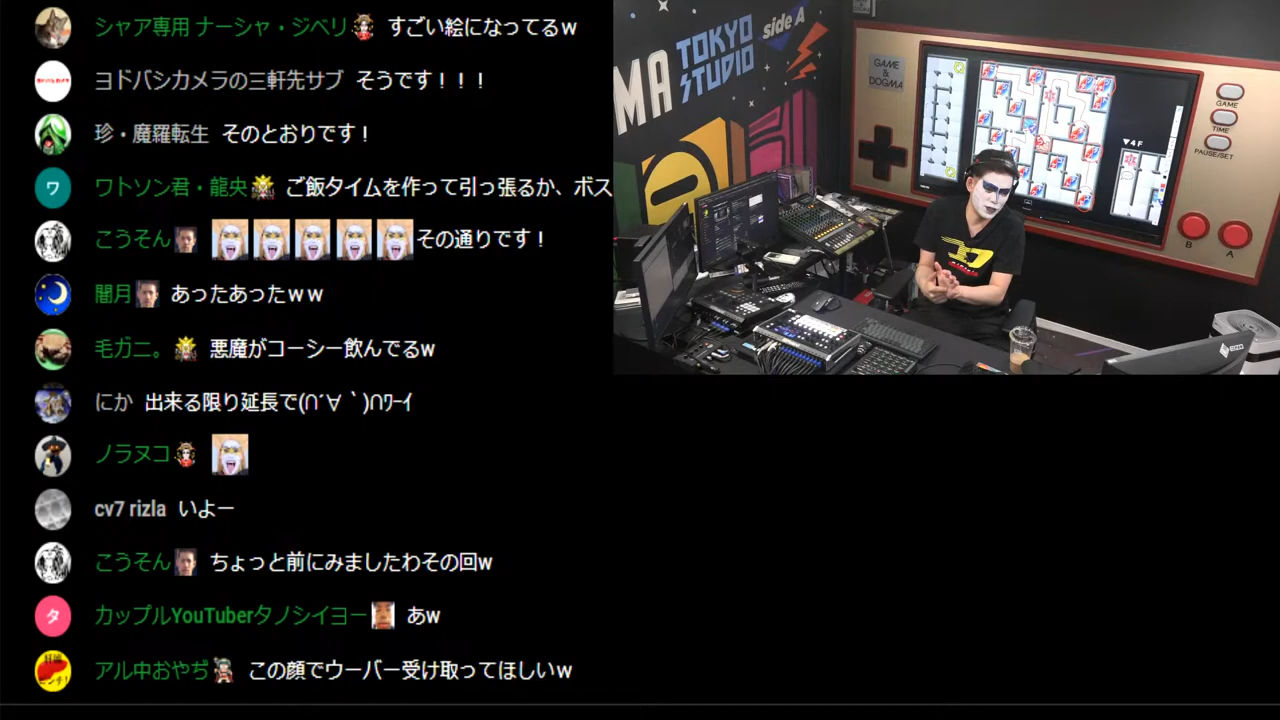 シャア専用 ナーシャ・ジベリ すごい絵になってるw
ヨドバシカメラの三軒先サブ そうです！！！
珍・魔羅転生 そのとおりです！
ワ ワトソン君・龍央 ご飯タイムを作って引っ張るか、ボス
こうそん その通りです！
闇月 あったあったｗｗ
毛ガニ。 悪魔がコーシー飲んでるw
にか 出来る限り延長で(∩´∀｀)∩ﾜｰｲ
ノラヌコ
cv7 rizla いよー
こうそん ちょっと前にみましたわその回w
タ カップルYouTuberタノシイヨー あw
アル中おやぢ この顔でウーバー受け取ってほしいｗ
MA TOKYO STUDIO side A
GAME & DOGMA
GAME
TIME
PAUSE/SET
B A
▼4F
EIZO